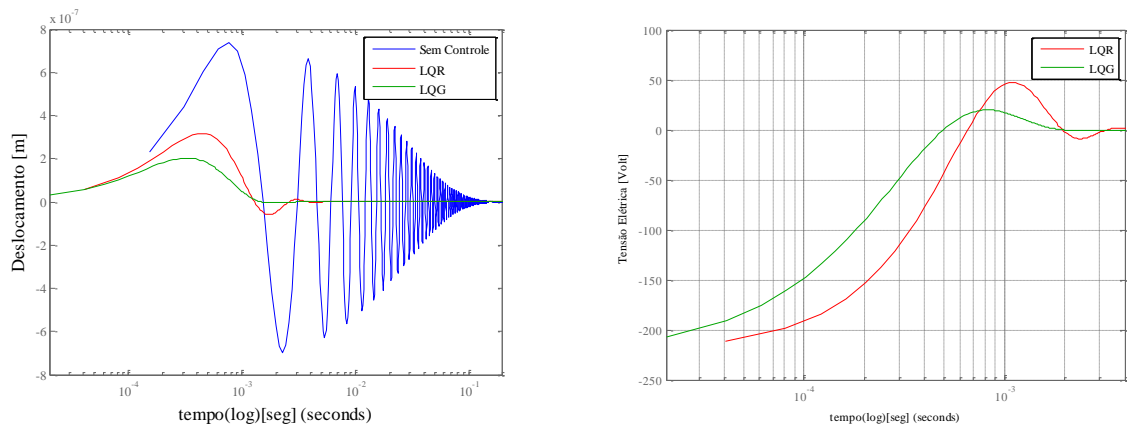 x 10^-7
8
6
4
2
0
-2
-4
-6
-8
Deslocamento [m]
10^-4
10^-3
10^-2
10^-1
tempo(log)[seg] (seconds)
Sem Controle
LQR
LQG
100
50
0
-50
-100
-150
-200
-250
Tensão Elétrica [Volt]
10^-4
10^-3
tempo(log)[seg] (seconds)
LQR
LQG